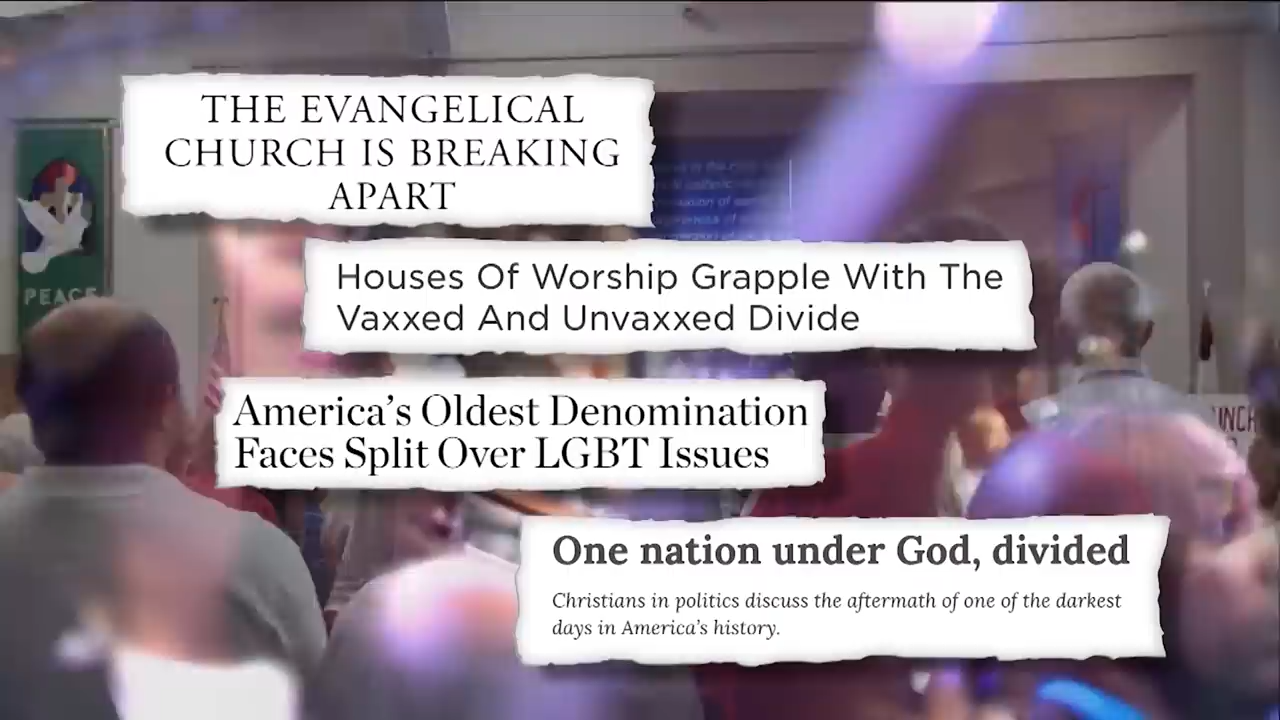 THE EVANGELICAL
CHURCH IS BREAKING
APART
Houses Of Worship Grapple With The
Vaxxed And Unvaxxed Divide
America's Oldest Denomination
Faces Split Over LGBT Issues
One nation under God, divided
Christians in politics discuss the aftermath of one of the darkest
days in America's history.
PEACE